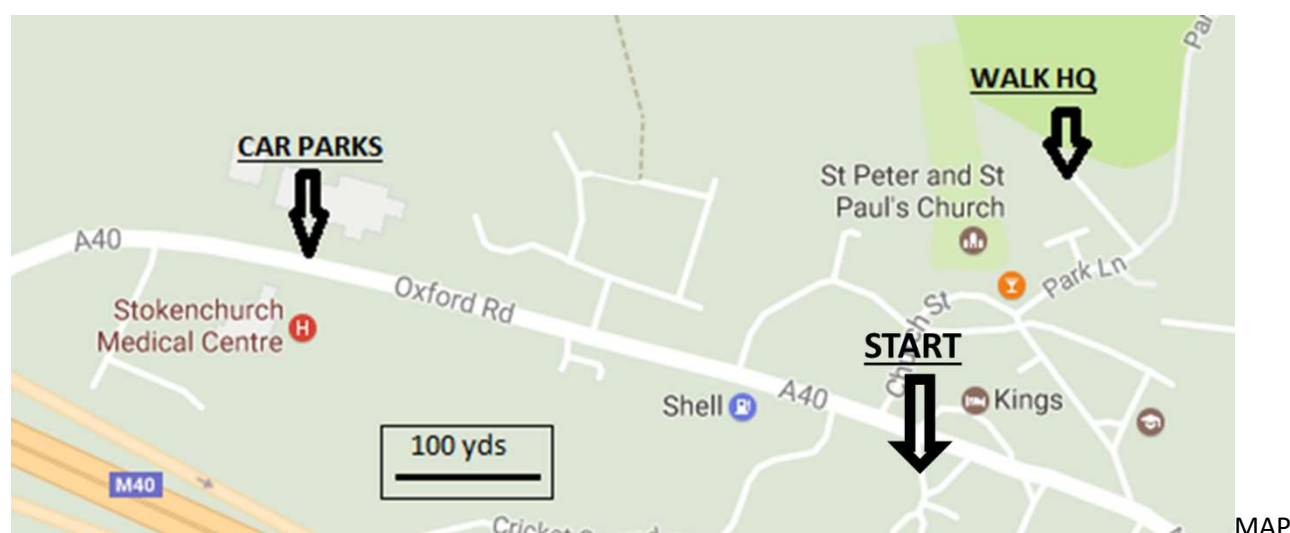 WALK HQ
CAR PARKS
St Peter and St
Paul's Church
A40
Park Ln
Oxford Rd
Stokenchurch
Medical Centre
H
Church St
START
A40
Shell
Kings
100 yds
M40
MAP